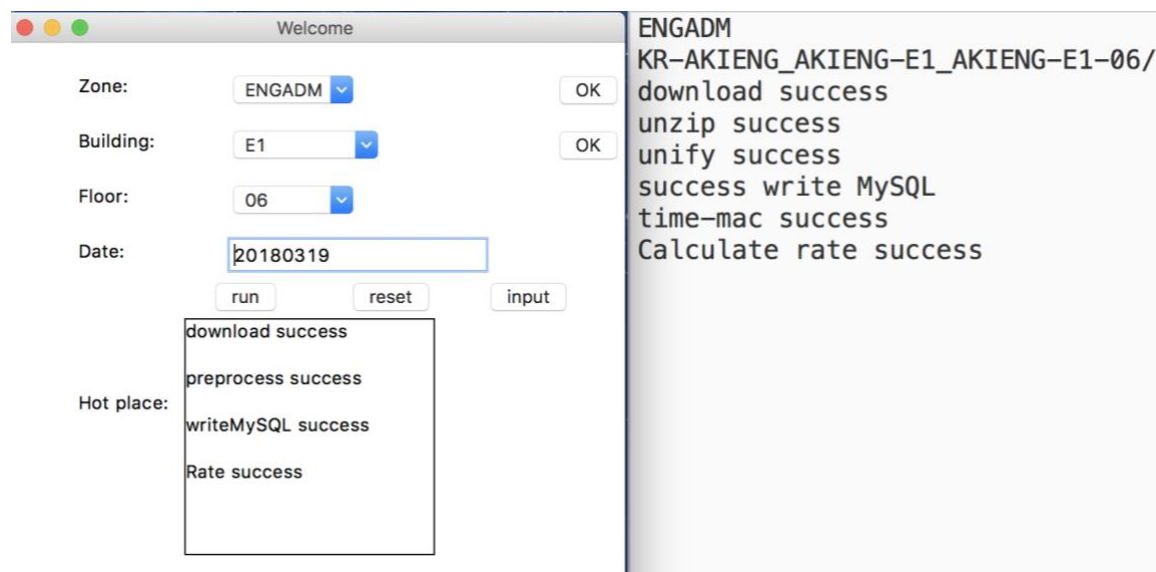 Welcome
Zone:
ENGADM
OK
Building:
E1
OK
Floor:
06
Date:
20180319
run
reset
input
Hot place:
download success
preprocess success
writeMySQL success
Rate success
ENGADM
KR-AKIENG_AKIENG-E1_AKIENG-E1-06/
download success
unzip success
unify success
success write MySQL
time-mac success
Calculate rate success